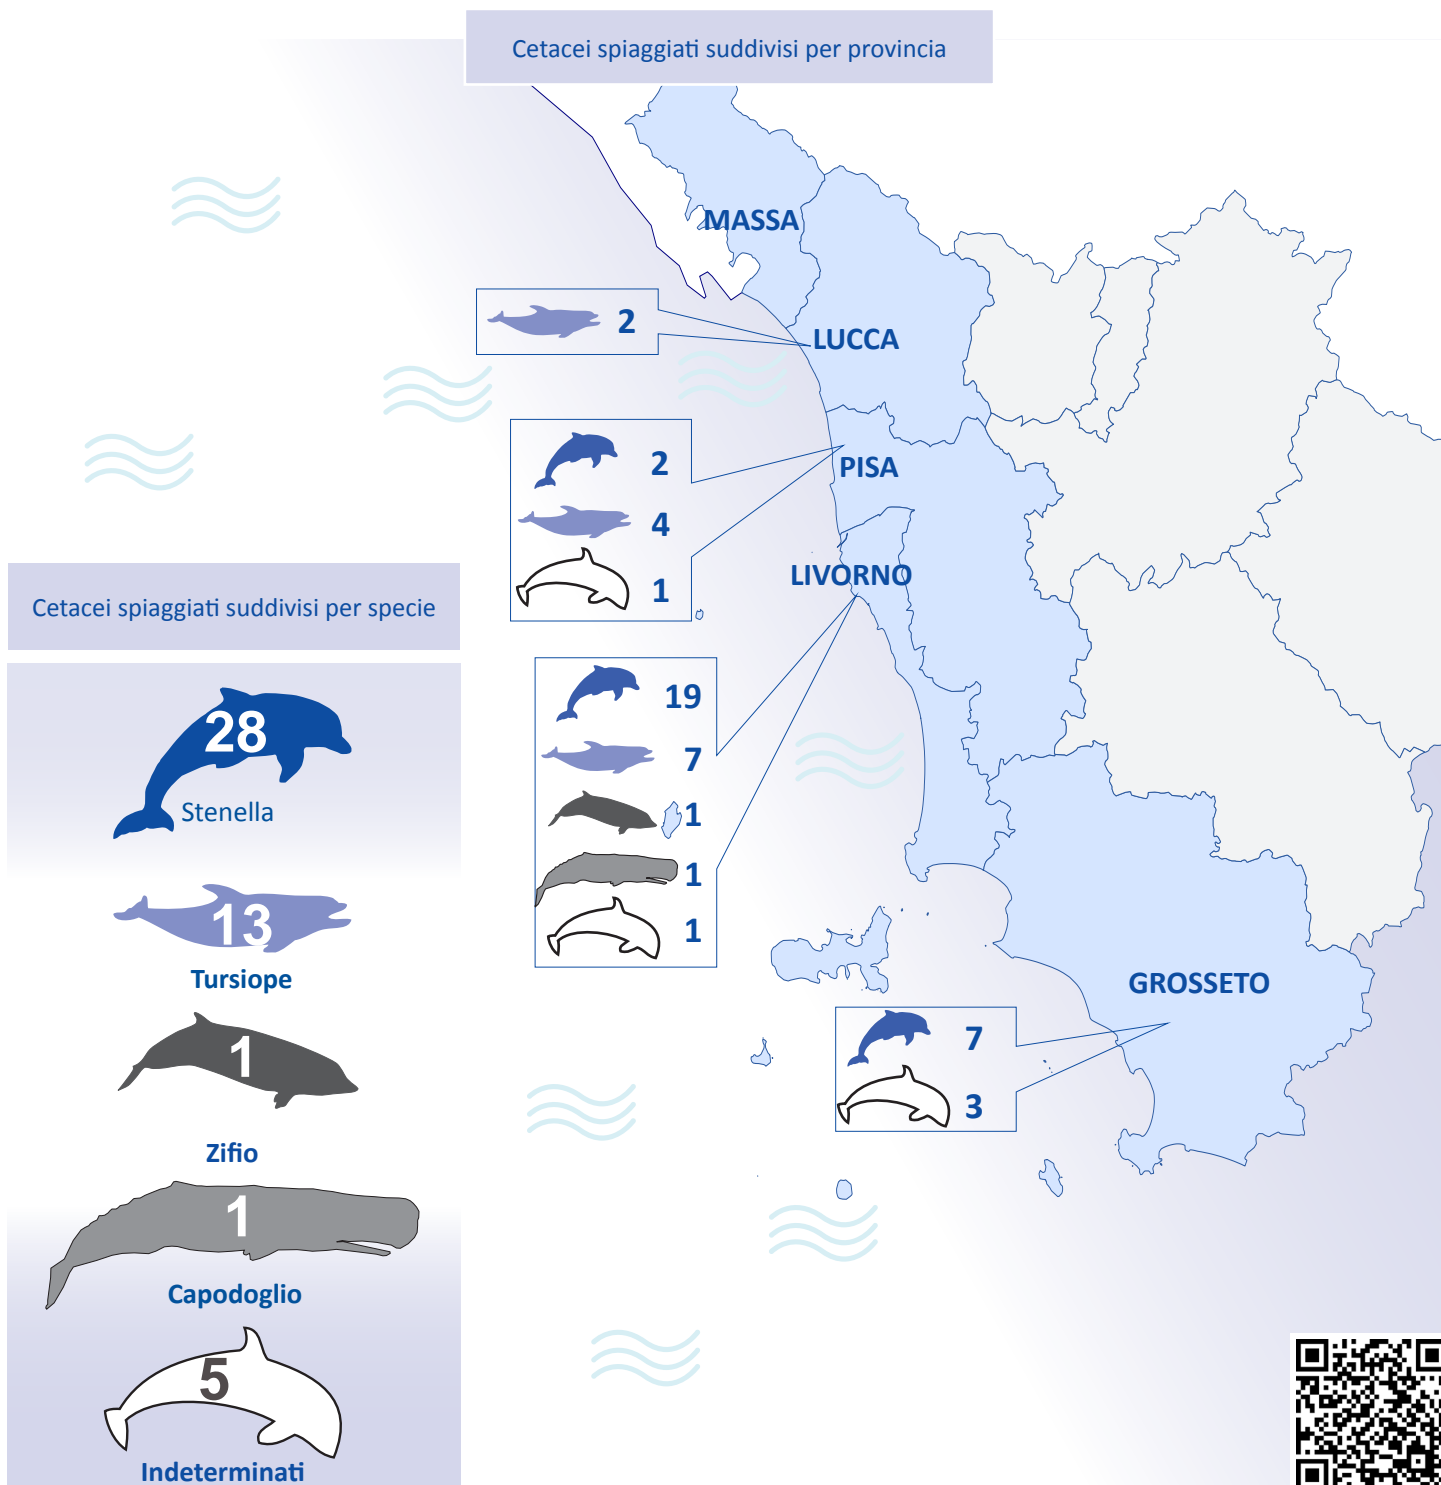 Cetacei spiaggiati suddivisi per provincia
MASSA
2
LUCCA
2
4
1
PISA
LIVORNO
19
7
1
1
1
GROSSETO
7
3
Cetacei spiaggiati suddivisi per specie
28
Stenella
13
Tursiope
1
Zifio
1
Capodoglio
5
Indeterminati